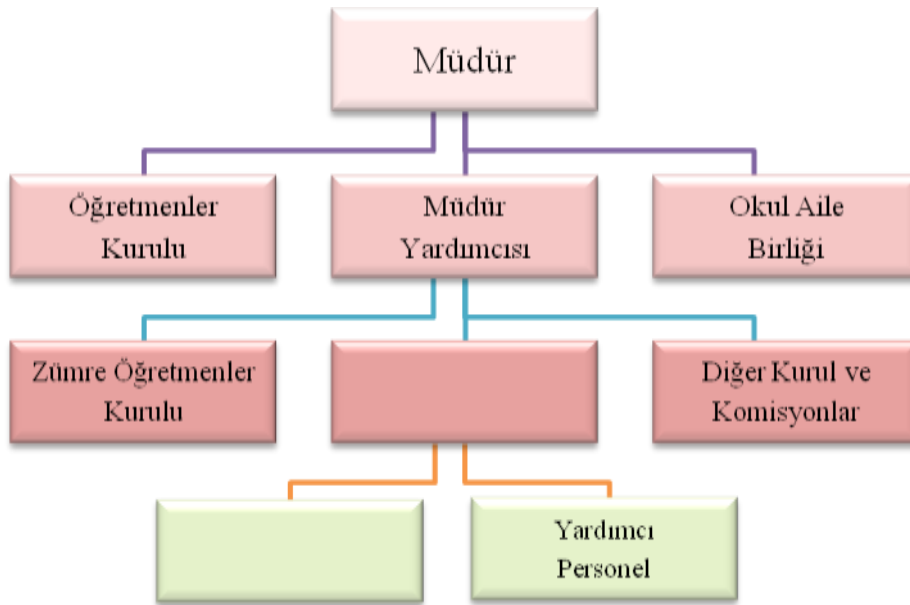 Müdür
Öğretmenler
Kurulu
Müdür
Yardımcısı
Okul Aile
Birliği
Zümre Öğretmenler
Kurulu
Diğer Kurul ve
Komisyonlar
Yardımcı
Personel